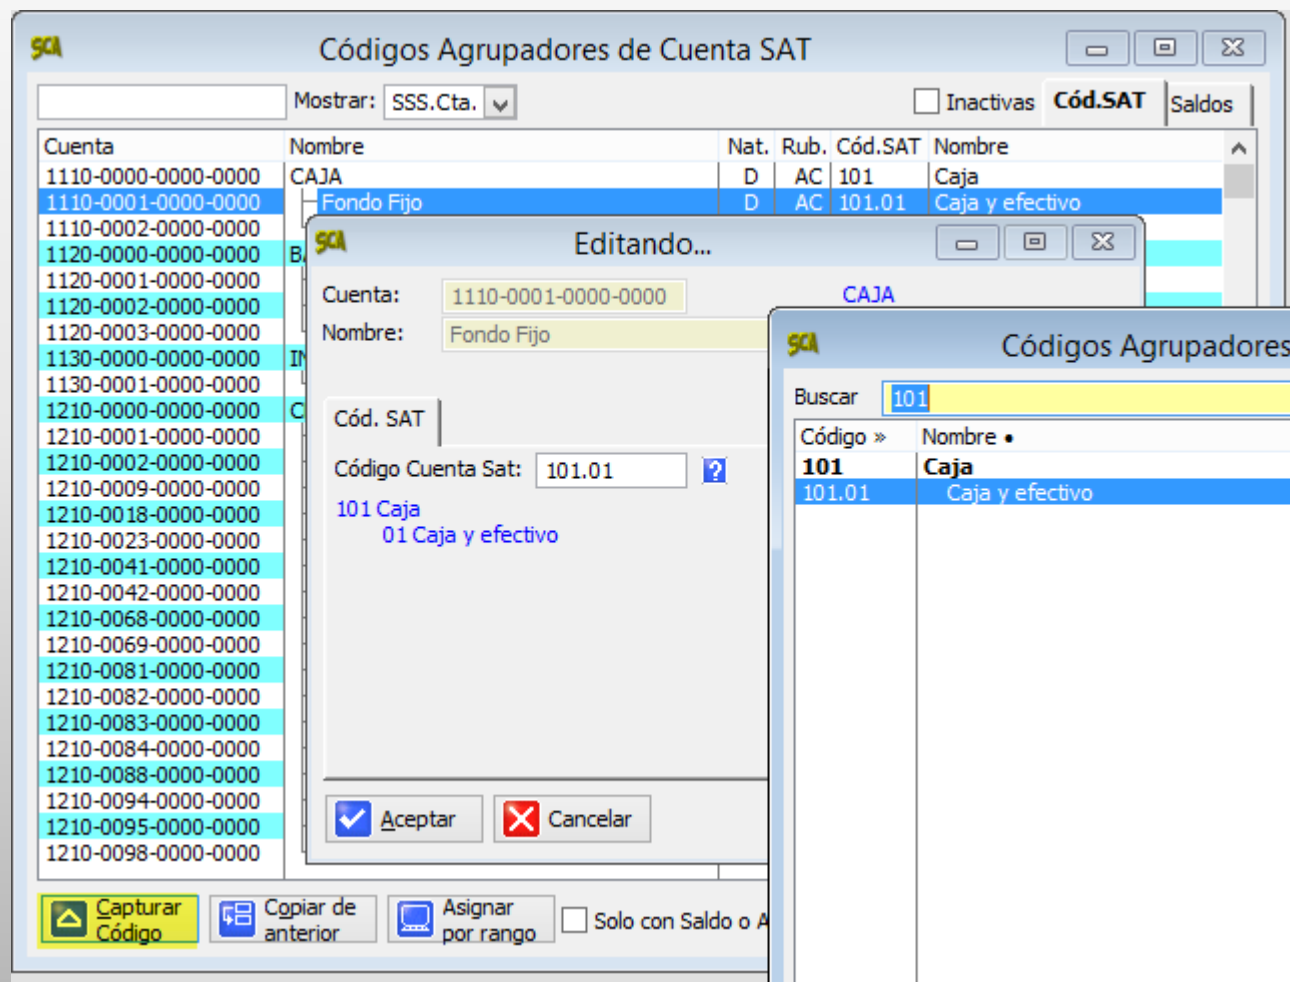 SCA Códigos Agrupadores de Cuenta SAT
Mostrar: SSS.Cta. Inactivas Cód.SAT Saldos
Cuenta Nombre Nat. Rub. Cód.SAT Nombre
1110-0000-0000-0000 CAJA D AC 101 Caja
1110-0001-0000-0000 Fondo Fijo D AC 101.01 Caja y efectivo
1110-0002-0000-0000
1120-0000-0000-0000
1120-0001-0000-0000
1120-0002-0000-0000
1120-0003-0000-0000
1130-0000-0000-0000
1130-0001-0000-0000
1210-0000-0000-0000
1210-0001-0000-0000
1210-0002-0000-0000
1210-0009-0000-0000
1210-0018-0000-0000
1210-0023-0000-0000
1210-0041-0000-0000
1210-0042-0000-0000
1210-0068-0000-0000
1210-0069-0000-0000
1210-0081-0000-0000
1210-0082-0000-0000
1210-0083-0000-0000
1210-0084-0000-0000
1210-0088-0000-0000
1210-0094-0000-0000
1210-0095-0000-0000
1210-0098-0000-0000
SCA Editando...
Cuenta: 1110-0001-0000-0000 CAJA
Nombre: Fondo Fijo
Cód. SAT
Código Cuenta Sat: 101.01 ?
101 Caja
01 Caja y efectivo
Aceptar Cancelar
SCA Códigos Agrupadores
Buscar 101
Código » Nombre •
101 Caja
101.01 Caja y efectivo
Capturar Código
Copiar de anterior
Asignar por rango
Solo con Saldo o A